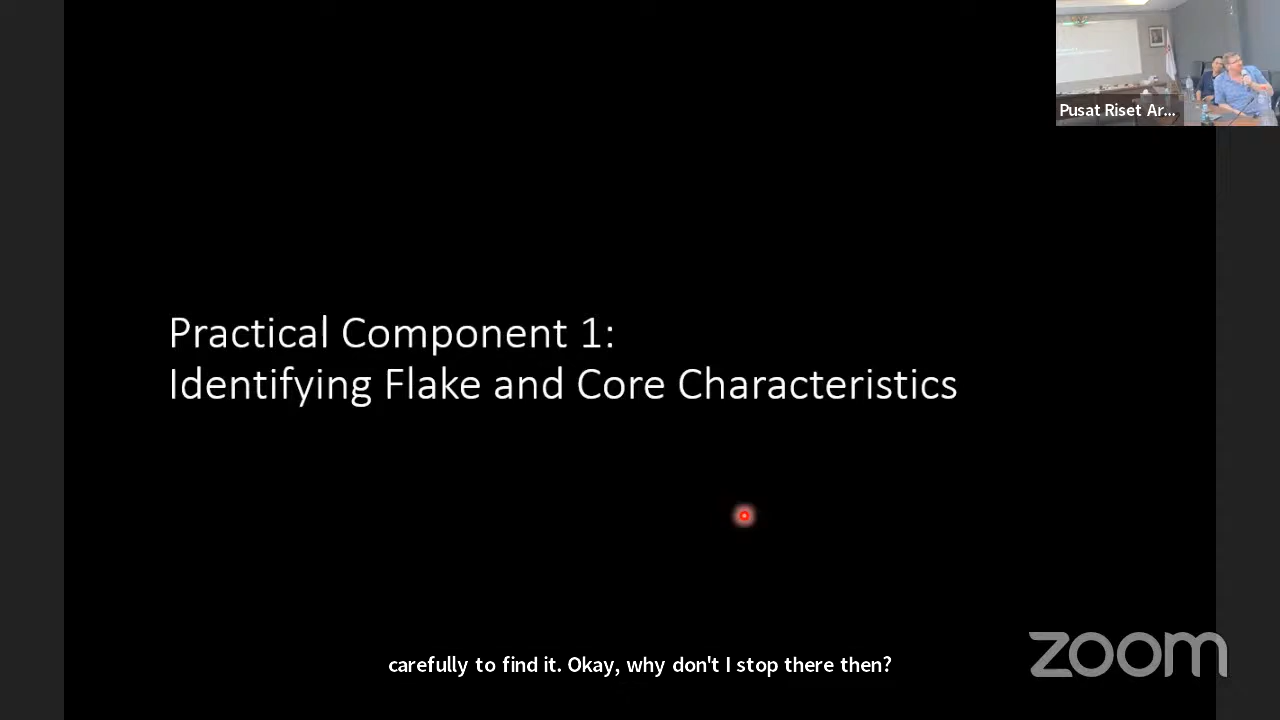 Pusat Riset Ar...
Practical Component 1:
Identifying Flake and Core Characteristics
carefully to find it. Okay, why don't I stop there then?
zoom